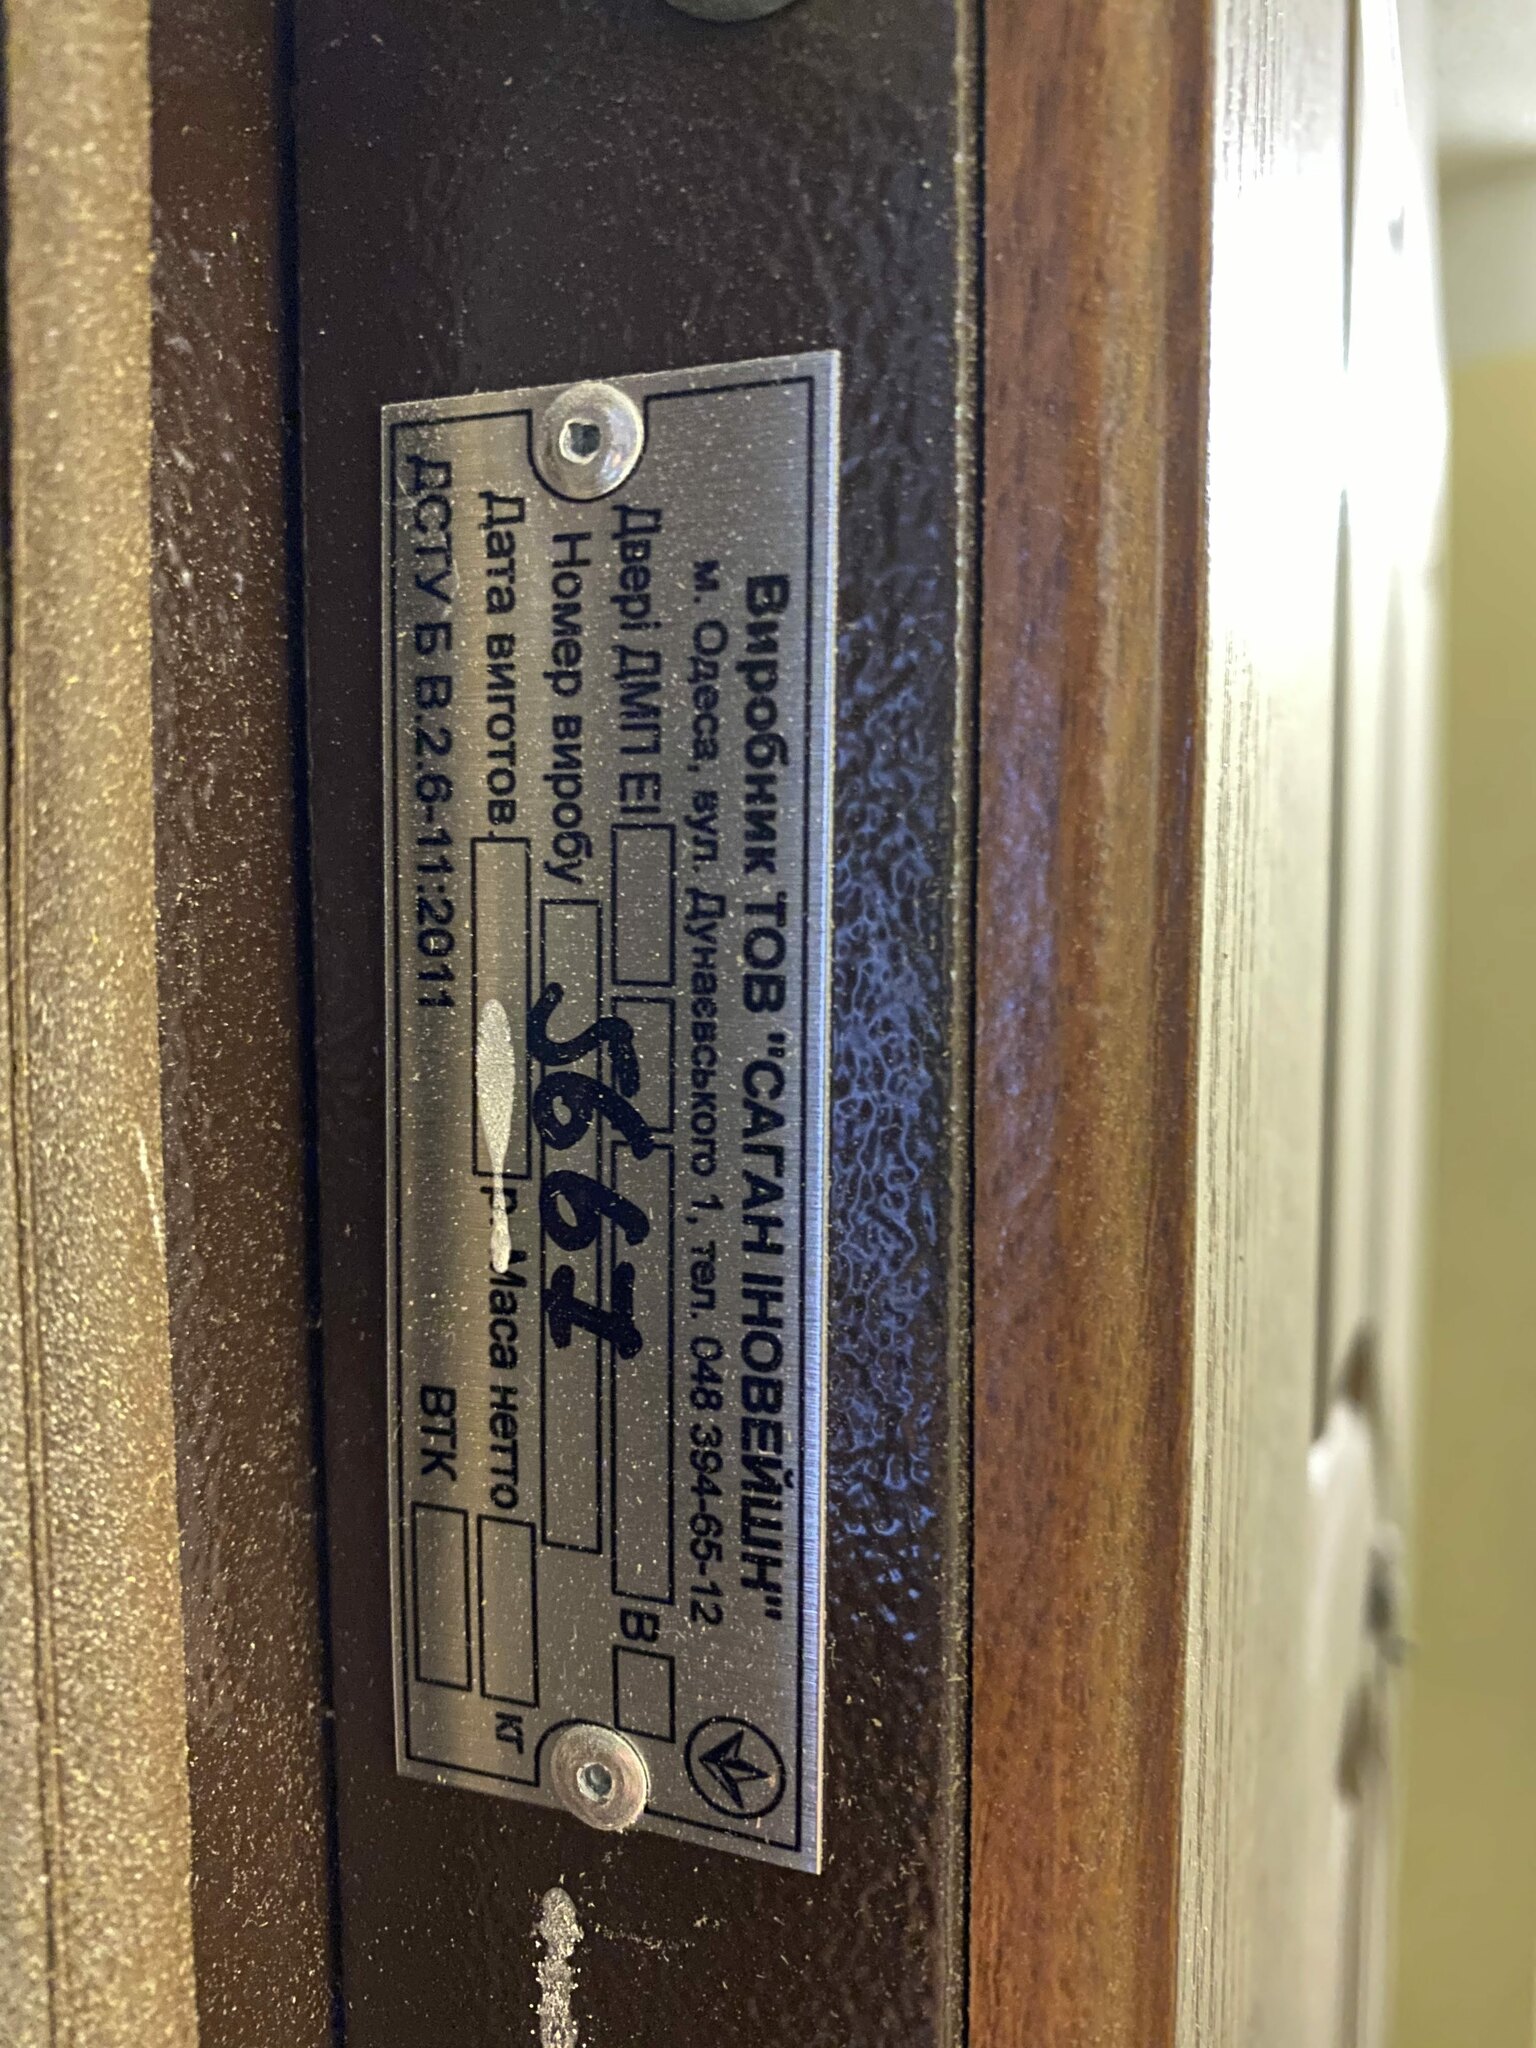 Виробник ТОВ "САГАН ІНОВЕЙШН"
м. Одеса, вул. Дунаєвського 1, тел. 048 394-65-12
Двері ДМП EI В
Номер виробу 5661
Дата виготов. р. Маса нетто кг
ДСТУ Б В.2.6-11:2011 ВТК